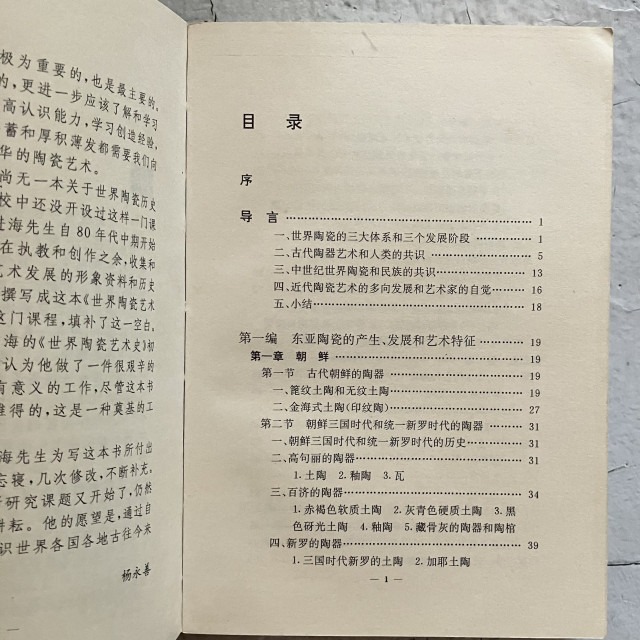 极为重要的，也是最主要的。
的，更进一步应该了解和学习
高认识能力，学习创造经验，
蓄和厚积薄发都需要我们向
华的陶瓷艺术。
尚无一本关于世界陶瓷历史
校中还没开设过这样一门课
海先生自80年代中期开始
在执教和创作之余，收集和
艺术发展的形象资料和历史
撰写成这本《世界陶瓷艺术
这门课程，填补了这一空白。
海的《世界陶瓷艺术史》初
认为他做了一件很艰辛的
有意义的工作，尽管这本书
难得的，这是一种奠基的工
海先生为写这本书所付出
忘寝，几次修改，不断补充。
研究课题又开始了，仍然
耕耘。他的愿望是，通过自
识世界各国各地古往今来
杨永善
目录
序
导言 1
一、世界陶瓷的三大体系和三个发展阶段 1
二、古代陶器艺术和人类的共识 5
三、中世纪世界陶瓷和民族的共识 13
四、近代陶瓷艺术的多向发展和艺术家的自觉 16
五、小结 18
第一编 东亚陶瓷的产生、发展和艺术特征 19
第一章 朝鲜 19
第一节 古代朝鲜的陶器 19
一、篦纹土陶和无纹土陶 19
二、金海式土陶(印纹陶) 27
第二节 朝鲜三国时代和统一新罗时代的陶器 31
一、朝鲜三国时代和统一新罗时代的历史 31
二、高句丽的陶器 31
1.土陶 2.釉陶 3.瓦
三、百济的陶器 34
1.赤褐色软质土陶 2.灰青色硬质土陶 3.黑
色砑光土陶 4.釉陶 5.藏骨灰的陶器和陶棺
四、新罗的陶器 39
1.三国时代新罗的土陶 2.加耶土陶
— 1 —